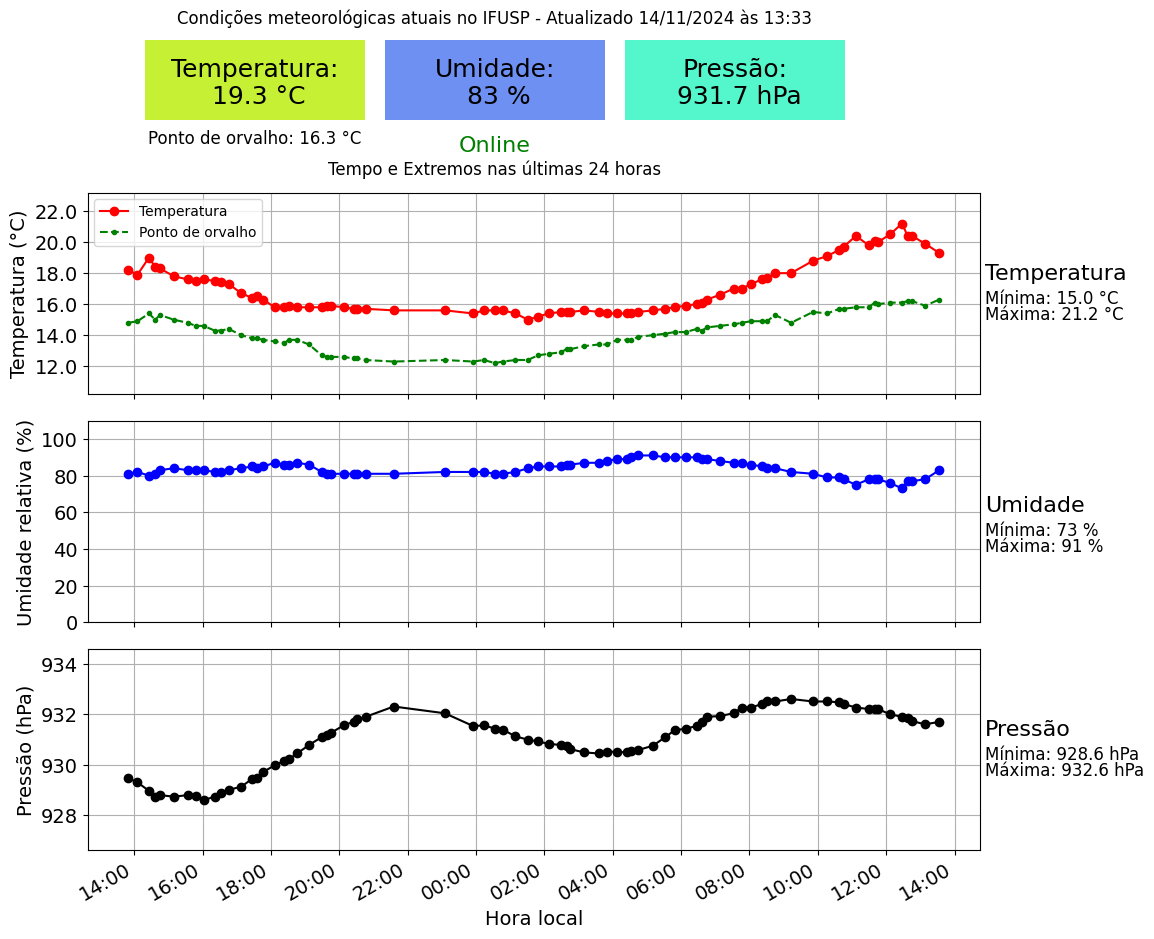 Condições meteorológicas atuais no IFUSP - Atualizado 14/11/2024 às 13:33
Temperatura:
19.3 °C
Umidade:
83 %
Pressão:
931.7 hPa
Ponto de orvalho: 16.3 °C
Online
Tempo e Extremos nas últimas 24 horas
Temperatura (°C)
22.0
20.0
18.0
16.0
14.0
12.0
Temperatura
Ponto de orvalho
Temperatura
Mínima: 15.0 °C
Máxima: 21.2 °C
Umidade relativa (%)
100
80
60
40
20
0
Umidade
Mínima: 73 %
Máxima: 91 %
Pressão (hPa)
934
932
930
928
Pressão
Mínima: 928.6 hPa
Máxima: 932.6 hPa
14:00 16:00 18:00 20:00 22:00 00:00 02:00 04:00 06:00 08:00 10:00 12:00 14:00
Hora local